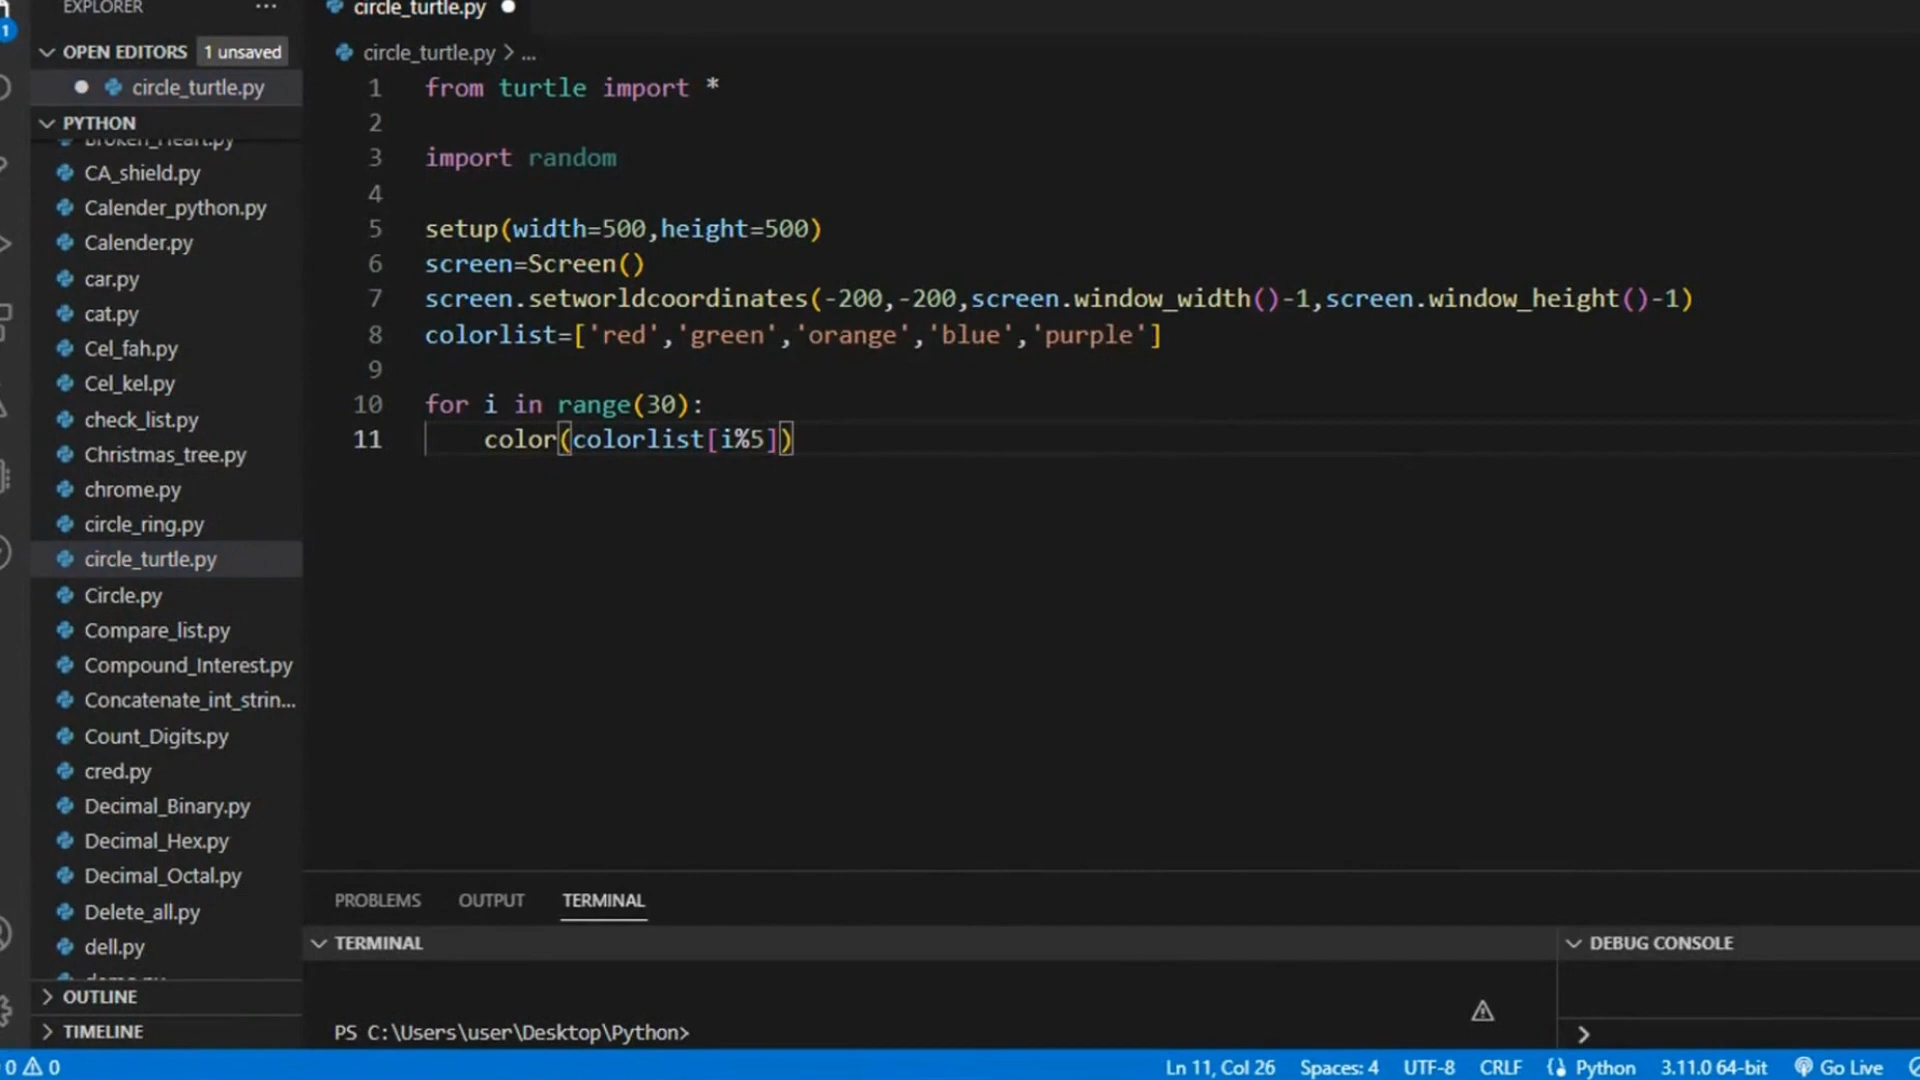 EXPLORER ...
OPEN EDITORS 1 unsaved
circle_turtle.py
PYTHON
Broken_Heart.py
CA_shield.py
Calender_python.py
Calender.py
car.py
cat.py
Cel_fah.py
Cel_kel.py
check_list.py
Christmas_tree.py
chrome.py
circle_ring.py
circle_turtle.py
Circle.py
Compare_list.py
Compound_Interest.py
Concatenate_int_strin...
Count_Digits.py
cred.py
Decimal_Binary.py
Decimal_Hex.py
Decimal_Octal.py
Delete_all.py
dell.py
OUTLINE
TIMELINE
circle_turtle.py
circle_turtle.py > ...
1 from turtle import *
2
3 import random
4
5 setup(width=500,height=500)
6 screen=Screen()
7 screen.setworldcoordinates(-200,-200,screen.window_width()-1,screen.window_height()-1)
8 colorlist=['red','green','orange','blue','purple']
9
10 for i in range(30):
11 color(colorlist[i%5])
PROBLEMS OUTPUT TERMINAL
TERMINAL
PS C:\Users\user\Desktop\Python>
DEBUG CONSOLE
>
1
0 0
Ln 11, Col 26 Spaces: 4 UTF-8 CRLF Python 3.11.0 64-bit Go Live